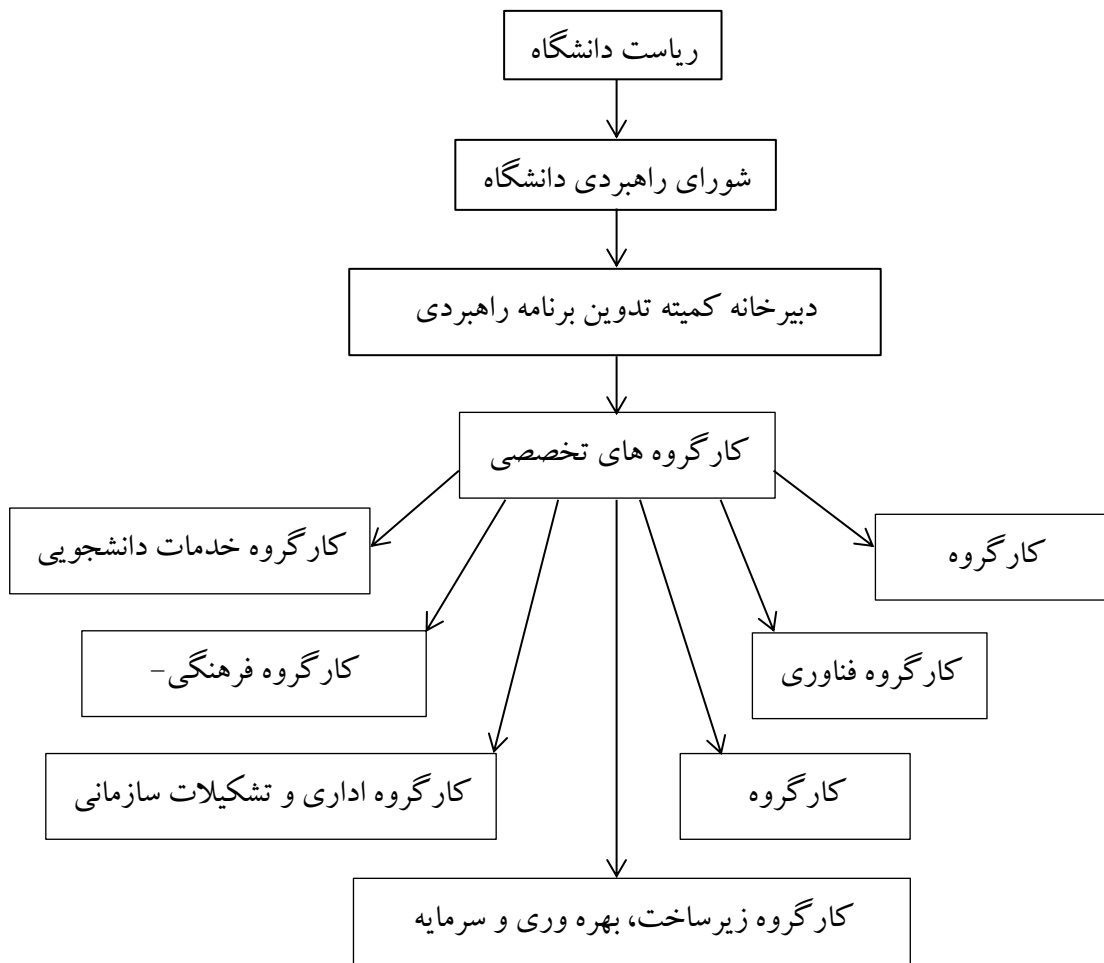 ریاست دانشگاه
شورای راهبردی دانشگاه
دبیرخانه کمیته تدوین برنامه راهبردی
کارگروه های تخصصی
کارگروه
کارگروه خدمات دانشجویی
کارگروه فناوری
کارگروه فرهنگی–
کارگروه
کارگروه اداری و تشکیلات سازمانی
کارگروه زیرساخت، بهره وری و سرمایه